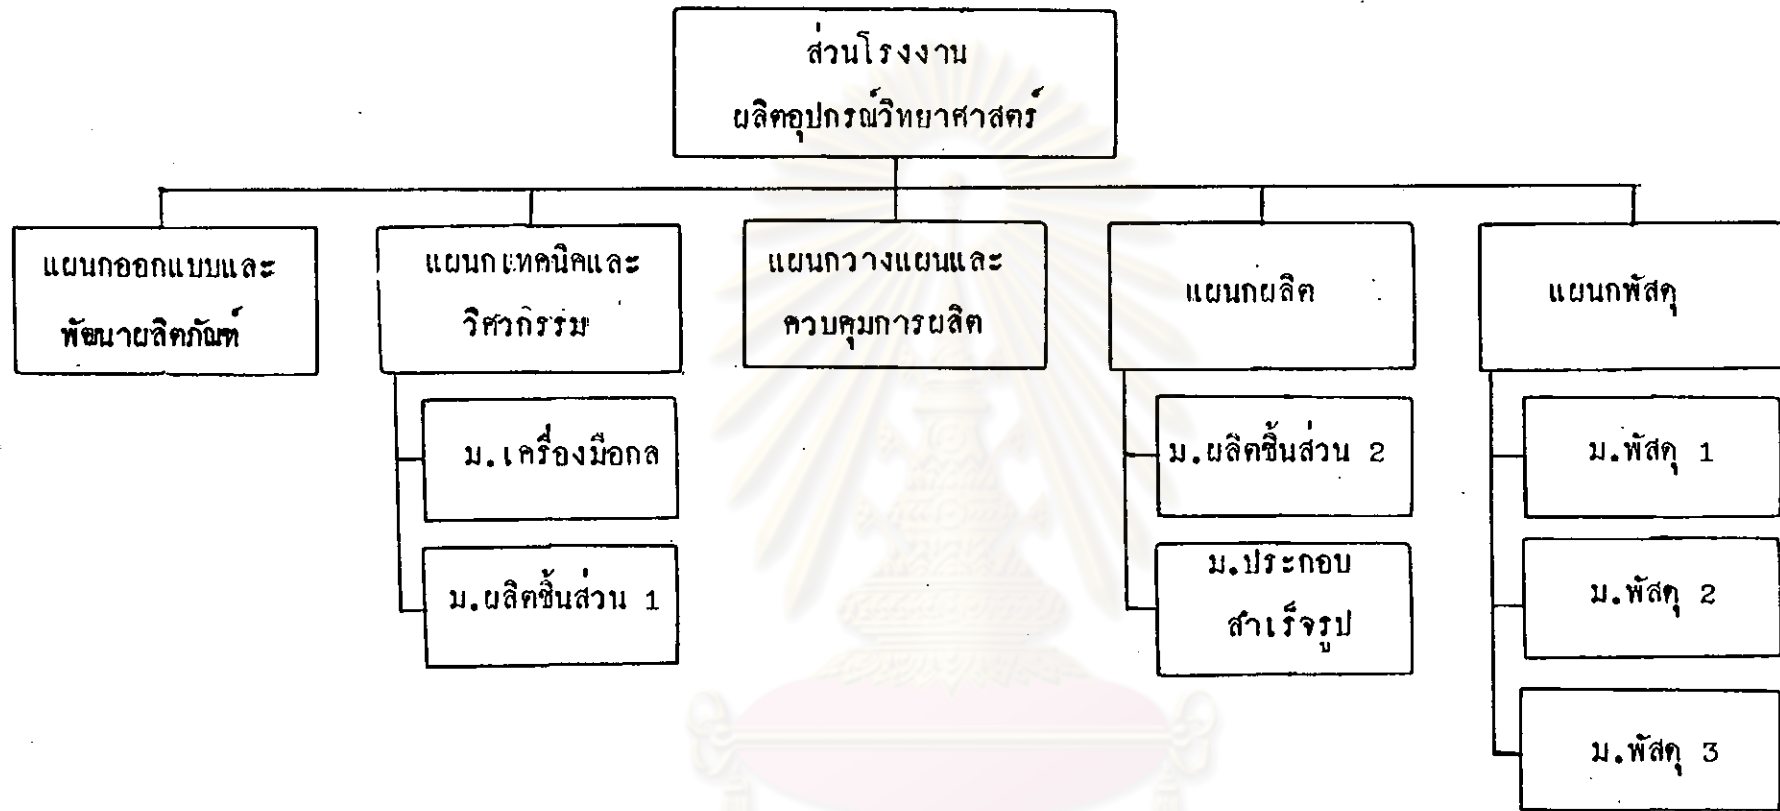 ส่วนโรงงาน
ผลิตอุปกรณ์วิทยาศาสตร์
แผนกออกแบบและ
พัฒนาผลิตภัณฑ์
แผนกเทคนิคและ
วิศวกรรม
แผนกวางแผนและ
ควบคุมการผลิต
แผนกผลิต
แผนกพัสดุ
ม.เครื่องมือกล
ม.ผลิตชิ้นส่วน 1
ม.ผลิตชิ้นส่วน 2
ม.ประกอบ
สำเร็จรูป
ม.พัสดุ 1
ม.พัสดุ 2
ม.พัสดุ 3